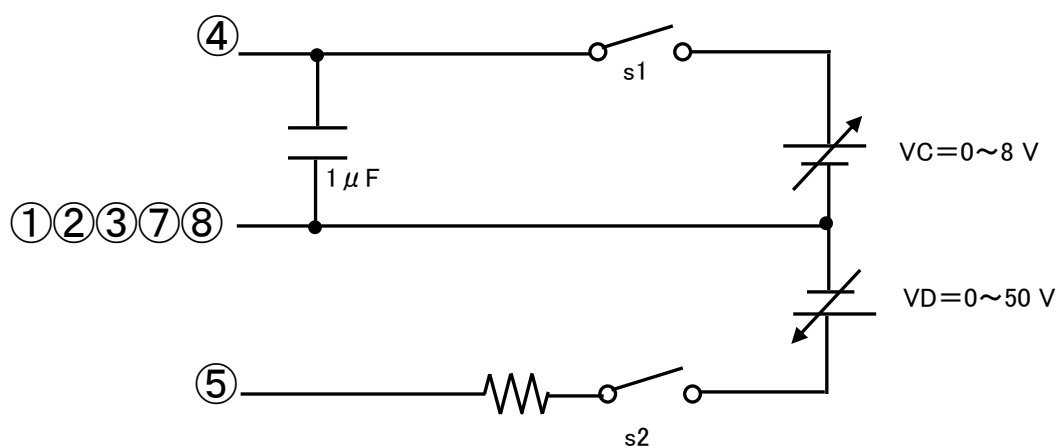 ④
s1
VC=0～8 V
1μF
①②③⑦⑧
VD=0～50 V
⑤
s2